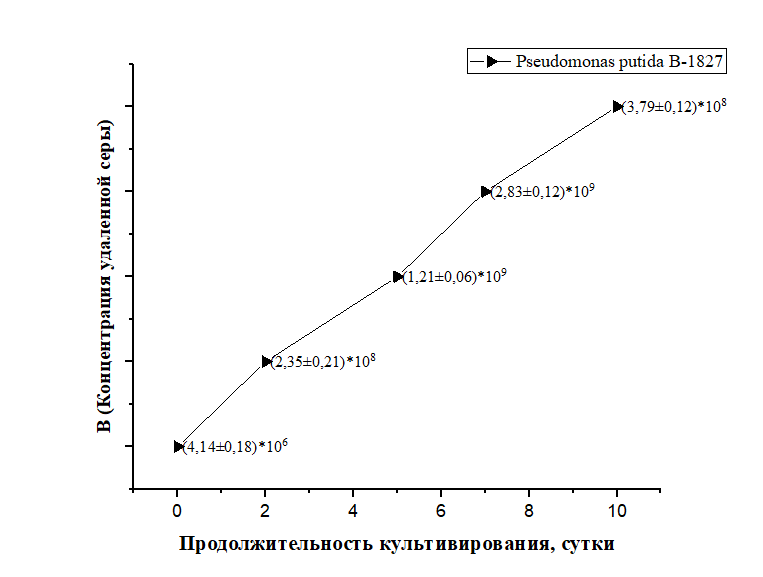 Pseudomonas putida B-1827
(3,79±0,12)*10⁸
(2,83±0,12)*10⁹
(1,21±0,06)*10⁹
(2,35±0,21)*10⁸
(4,14±0,18)*10⁶
B (Концентрация удаленной серы)
0 2 4 6 8 10
Продолжительность культивирования, сутки